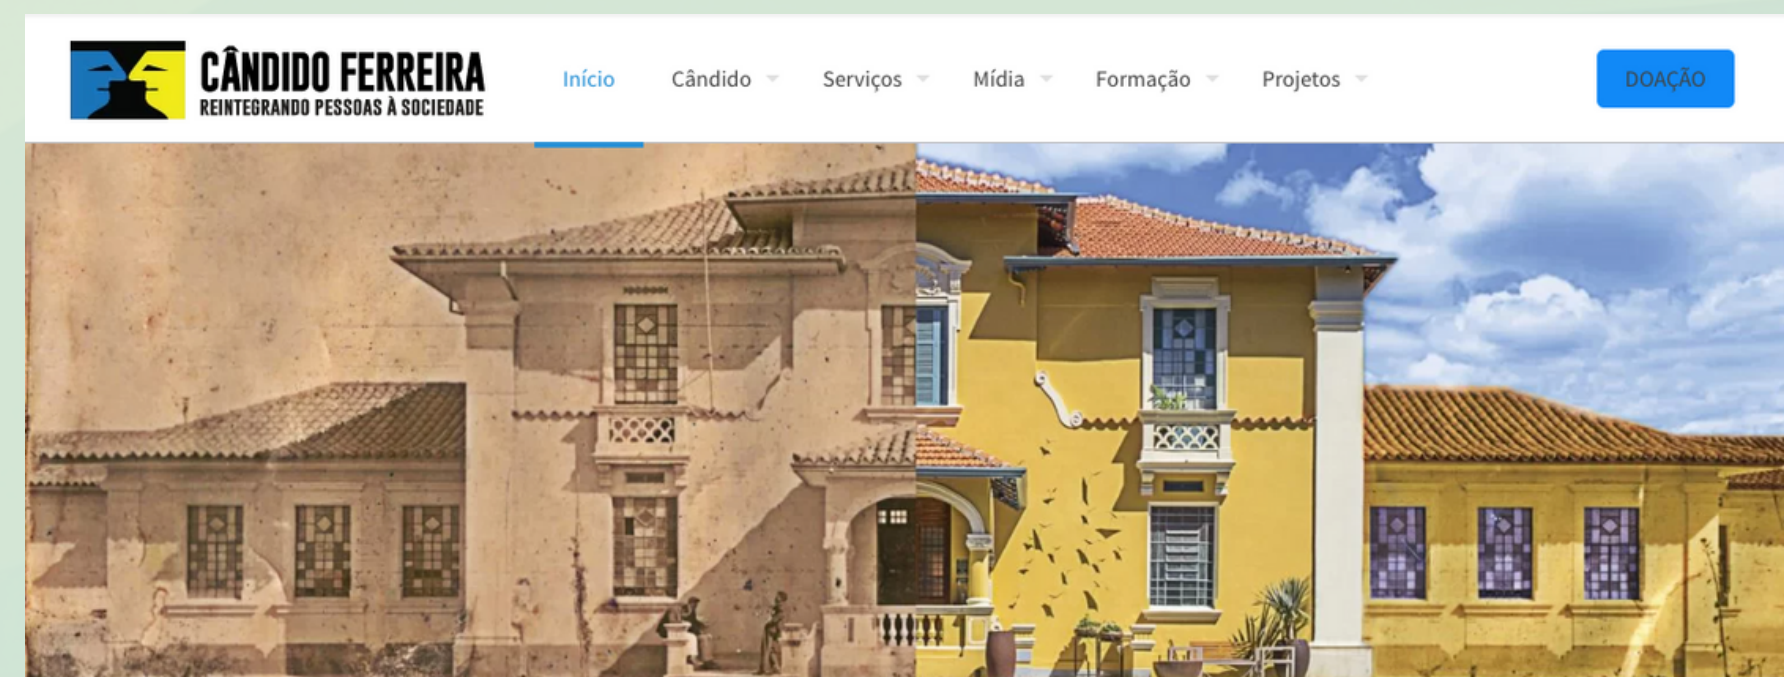 CÂNDIDO FERREIRA
REINTEGRANDO PESSOAS À SOCIEDADE
Início Cândido Serviços Mídia Formação Projetos DOAÇÃO